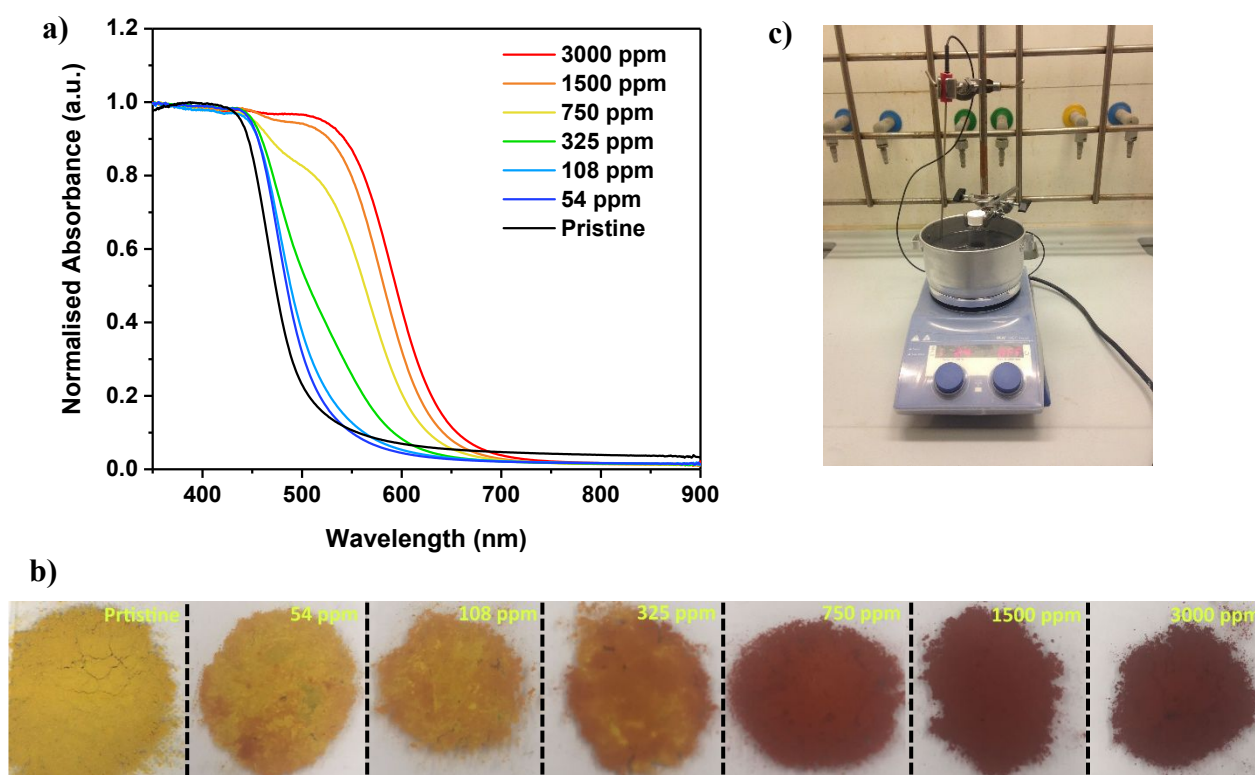 a)
Normalised Absorbance (a.u.)
1.2
1.0
0.8
0.6
0.4
0.2
0.0
3000 ppm
1500 ppm
750 ppm
325 ppm
108 ppm
54 ppm
Pristine
400 500 600 700 800 900
Wavelength (nm)
c)
b)
Prtistine 54 ppm 108 ppm 325 ppm 750 ppm 1500 ppm 3000 ppm